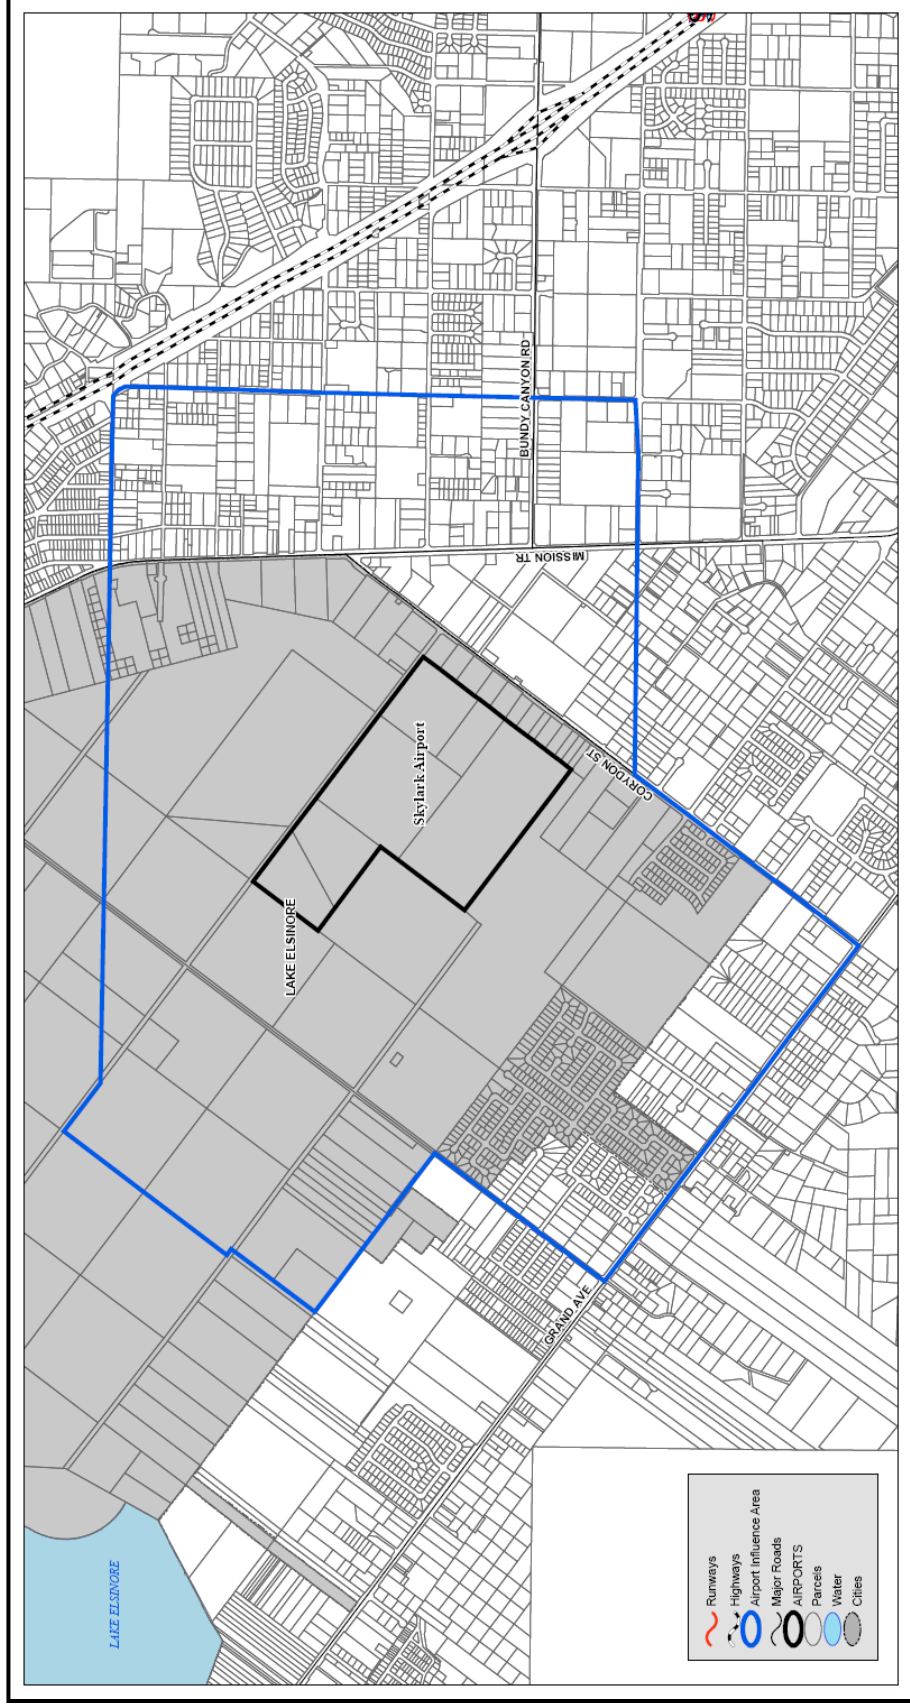 LAKE ELSINORE
GRAND AVE
LAKE ELSINORE
Skylark Airport
CORYDON ST
MISSION TR
BUNDY CANYON RD
Runways
Highways
Airport Influence Area
Major Roads
AIRPORTS
Parcels
Water
Cities